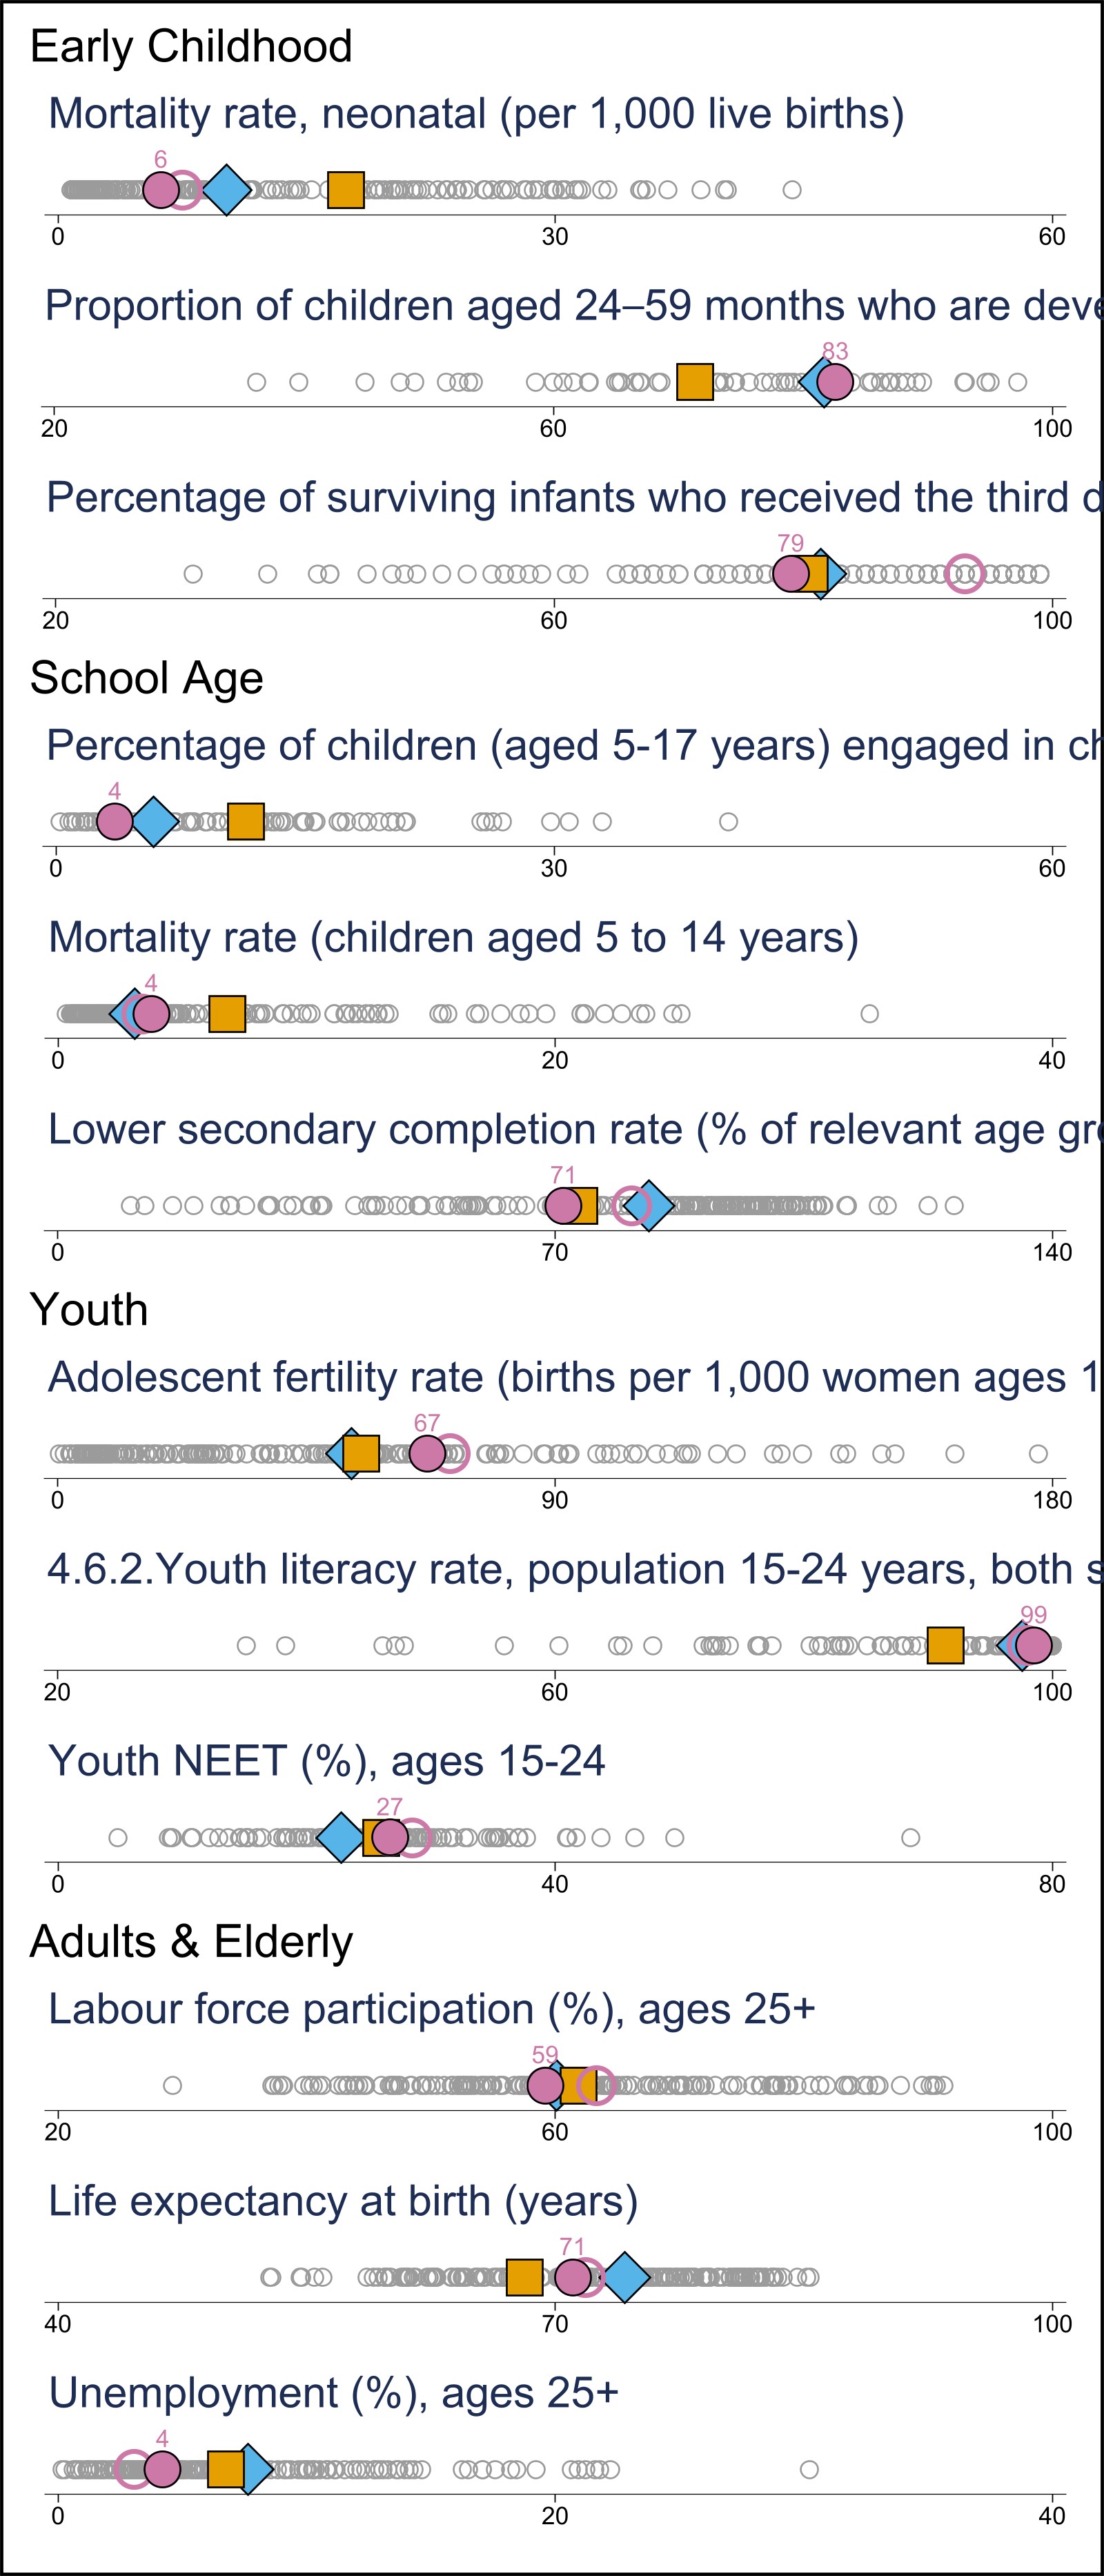 Early Childhood
Mortality rate, neonatal (per 1,000 live births)
6
0 30 60
Proportion of children aged 24–59 months who are
83
20 60 100
Percentage of surviving infants who received the third
79
20 60 100
School Age
Percentage of children (aged 5-17 years) engaged in
4
0 30 60
Mortality rate (children aged 5 to 14 years)
4
0 20 40
Lower secondary completion rate (% of relevant age
71
0 70 140
Youth
Adolescent fertility rate (births per 1,000 women ages
67
0 90 180
4.6.2.Youth literacy rate, population 15-24 years, both
99
20 60 100
Youth NEET (%), ages 15-24
27
0 40 80
Adults & Elderly
Labour force participation (%), ages 25+
59
20 60 100
Life expectancy at birth (years)
71
40 70 100
Unemployment (%), ages 25+
4
0 20 40